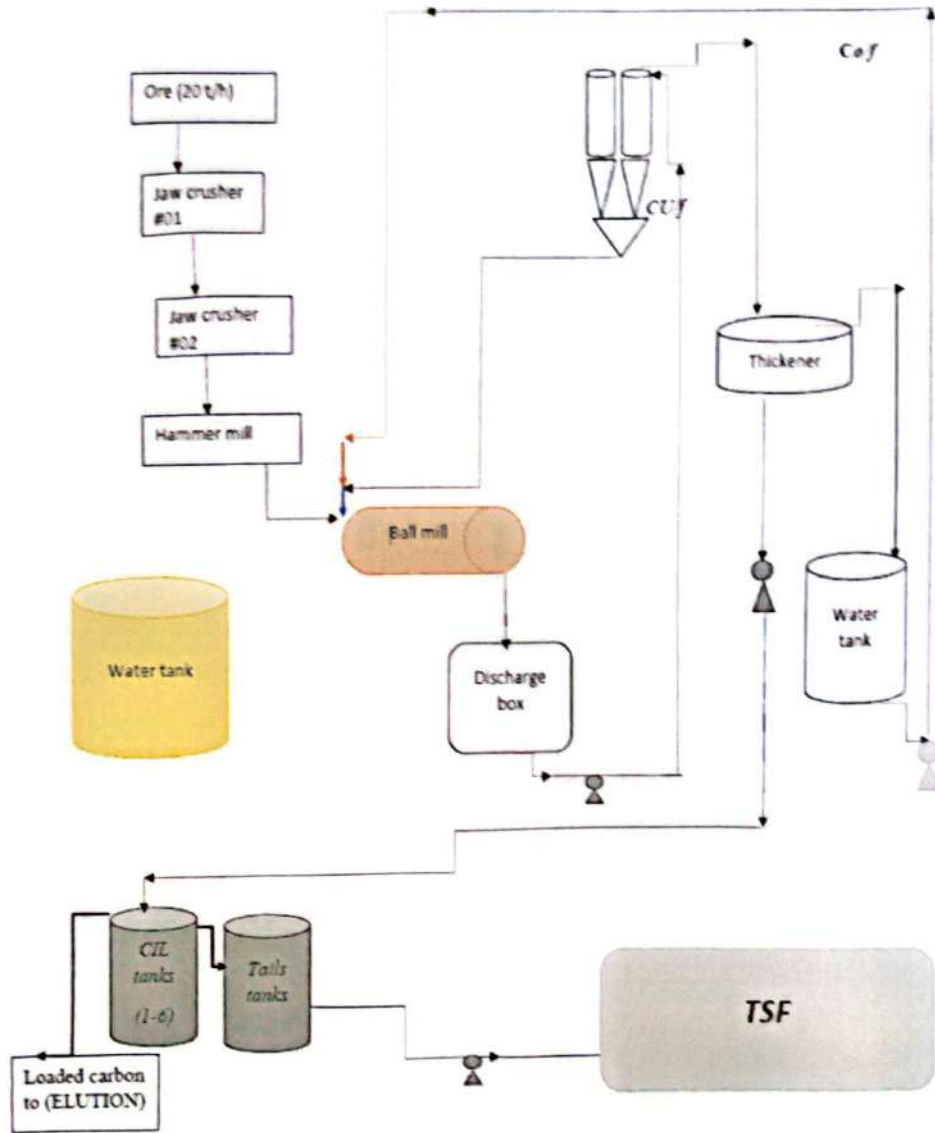 Cof
Ore (20 t/h)
Jaw crusher
#01
CUf
Jaw crusher
#02
Thickener
Hammer mill
Ball mill
Water tank
Water
tank
Discharge
box
CIL
tanks
(1-6)
Tails
tanks
TSF
Loaded carbon
to (ELUTION)